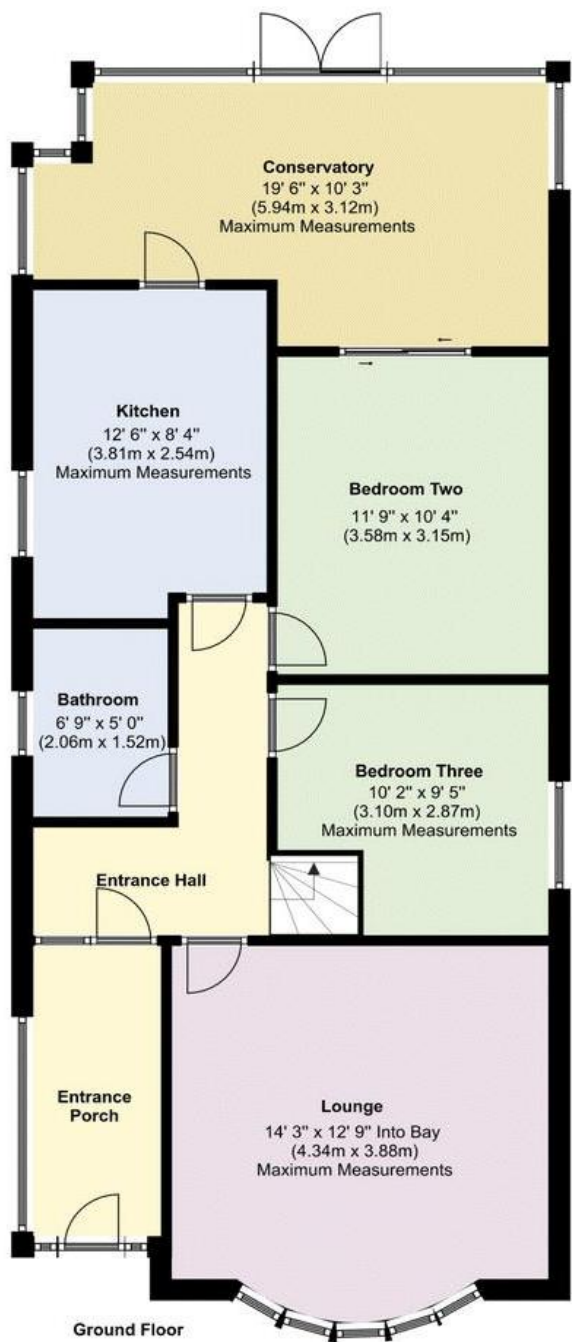 Conservatory
19' 6" x 10' 3"
(5.94m x 3.12m)
Maximum Measurements
Kitchen
12' 6" x 8' 4"
(3.81m x 2.54m)
Maximum Measurements
Bedroom Two
11' 9" x 10' 4"
(3.58m x 3.15m)
Bathroom
6' 9" x 5' 0"
(2.06m x 1.52m)
Bedroom Three
10' 2" x 9' 5"
(3.10m x 2.87m)
Maximum Measurements
Entrance Hall
Entrance
Porch
Lounge
14' 3" x 12' 9" Into Bay
(4.34m x 3.88m)
Maximum Measurements
Ground Floor